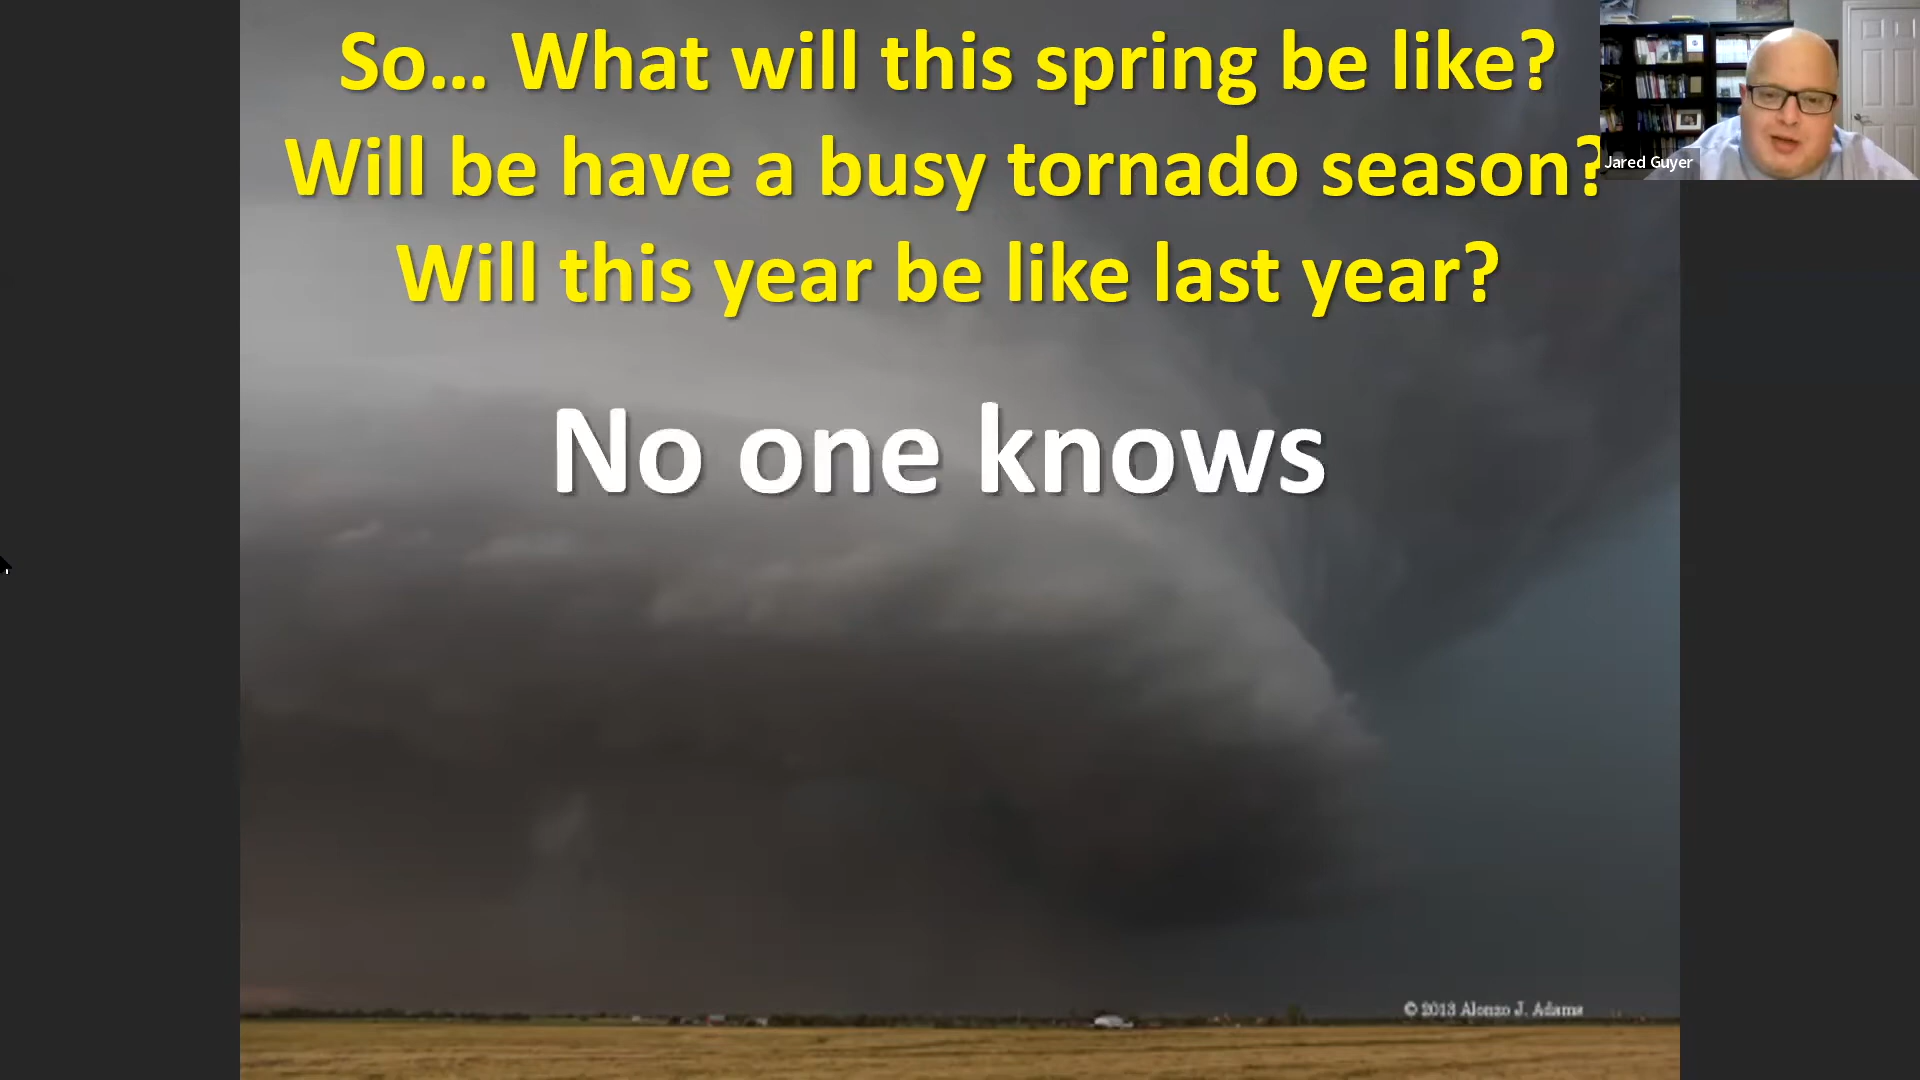 So... What will this spring be like?
Will be have a busy tornado season?
Will this year be like last year?
No one knows
Jared Guyer
© 2013 Alonzo J. Adams